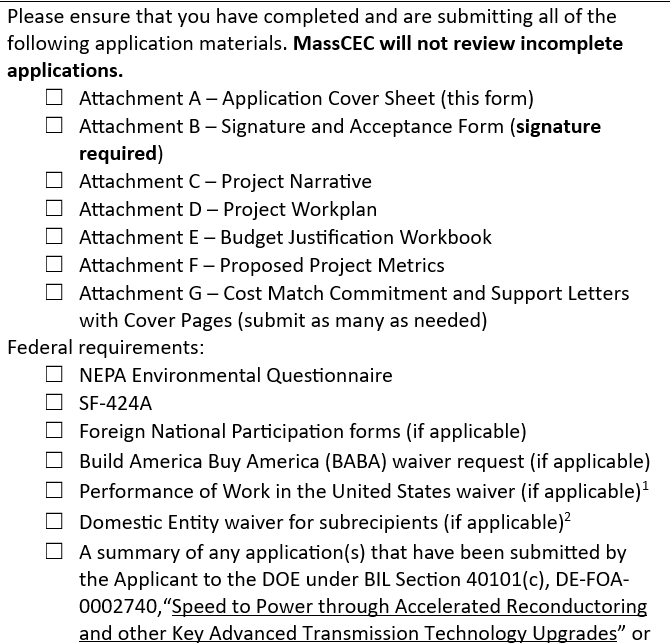 Please ensure that you have completed and are submitting all of the
following application materials. MassCEC will not review incomplete
applications.
☐ Attachment A – Application Cover Sheet (this form)
☐ Attachment B – Signature and Acceptance Form (signature
required)
☐ Attachment C – Project Narrative
☐ Attachment D – Project Workplan
☐ Attachment E – Budget Justification Workbook
☐ Attachment F – Proposed Project Metrics
☐ Attachment G – Cost Match Commitment and Support Letters
with Cover Pages (submit as many as needed)
Federal requirements:
☐ NEPA Environmental Questionnaire
☐ SF-424A
☐ Foreign National Participation forms (if applicable)
☐ Build America Buy America (BABA) waiver request (if applicable)
☐ Performance of Work in the United States waiver (if applicable)¹
☐ Domestic Entity waiver for subrecipients (if applicable)²
☐ A summary of any application(s) that have been submitted by
the Applicant to the DOE under BIL Section 40101(c), DE-FOA-
0002740,“Speed to Power through Accelerated Reconductoring
and other Key Advanced Transmission Technology Upgrades” or